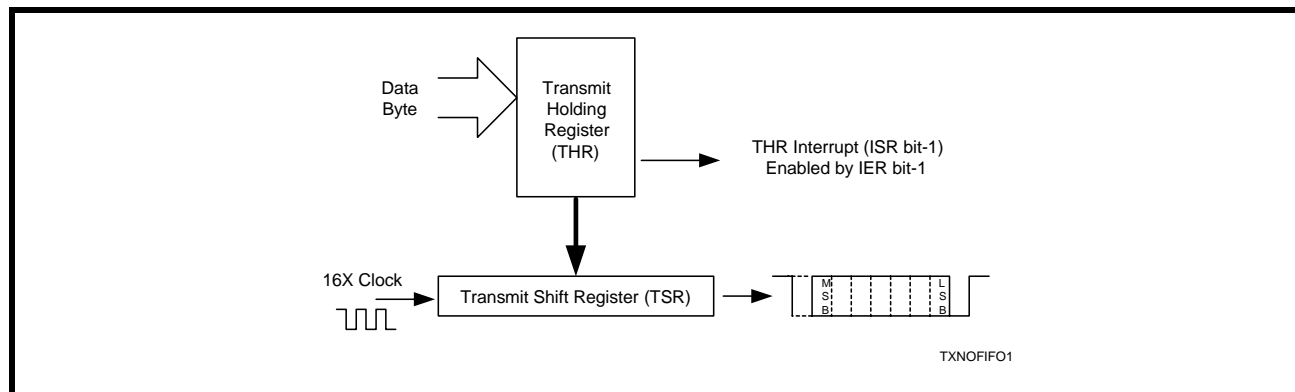 Data
Byte
Transmit
Holding
Register
(THR)
THR Interrupt (ISR bit-1)
Enabled by IER bit-1
16X Clock
Transmit Shift Register (TSR)
M
S
B
L
S
B
TXNOFIFO1